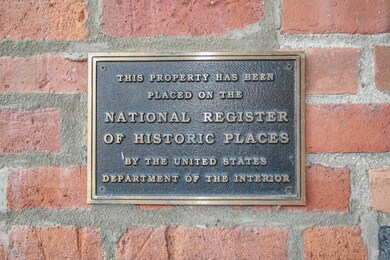 THIS PROPERTY HAS BEEN
PLACED ON THE
NATIONAL REGISTER
OF HISTORIC PLACES
BY THE UNITED STATES
DEPARTMENT OF THE INTERIOR